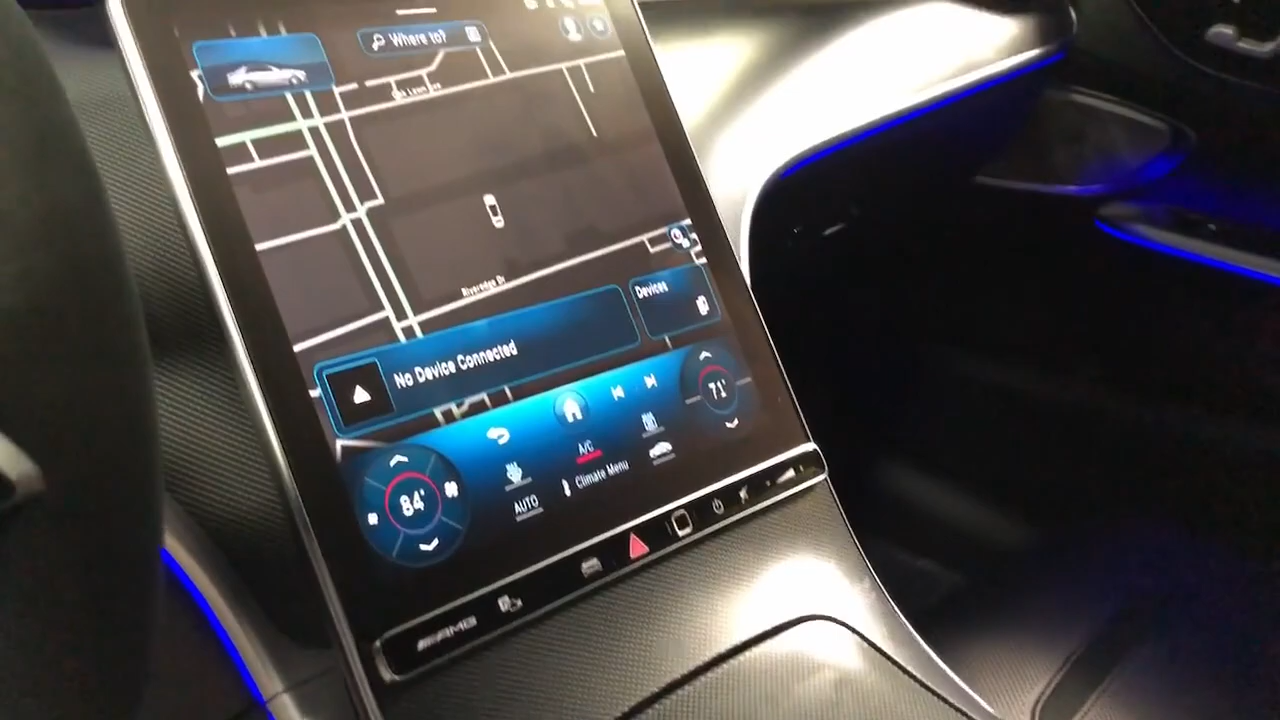 Where to?
Riveredge Dr
Devices
No Device Connected
71°
A/C
84°
AUTO
Climate Menu
AMG